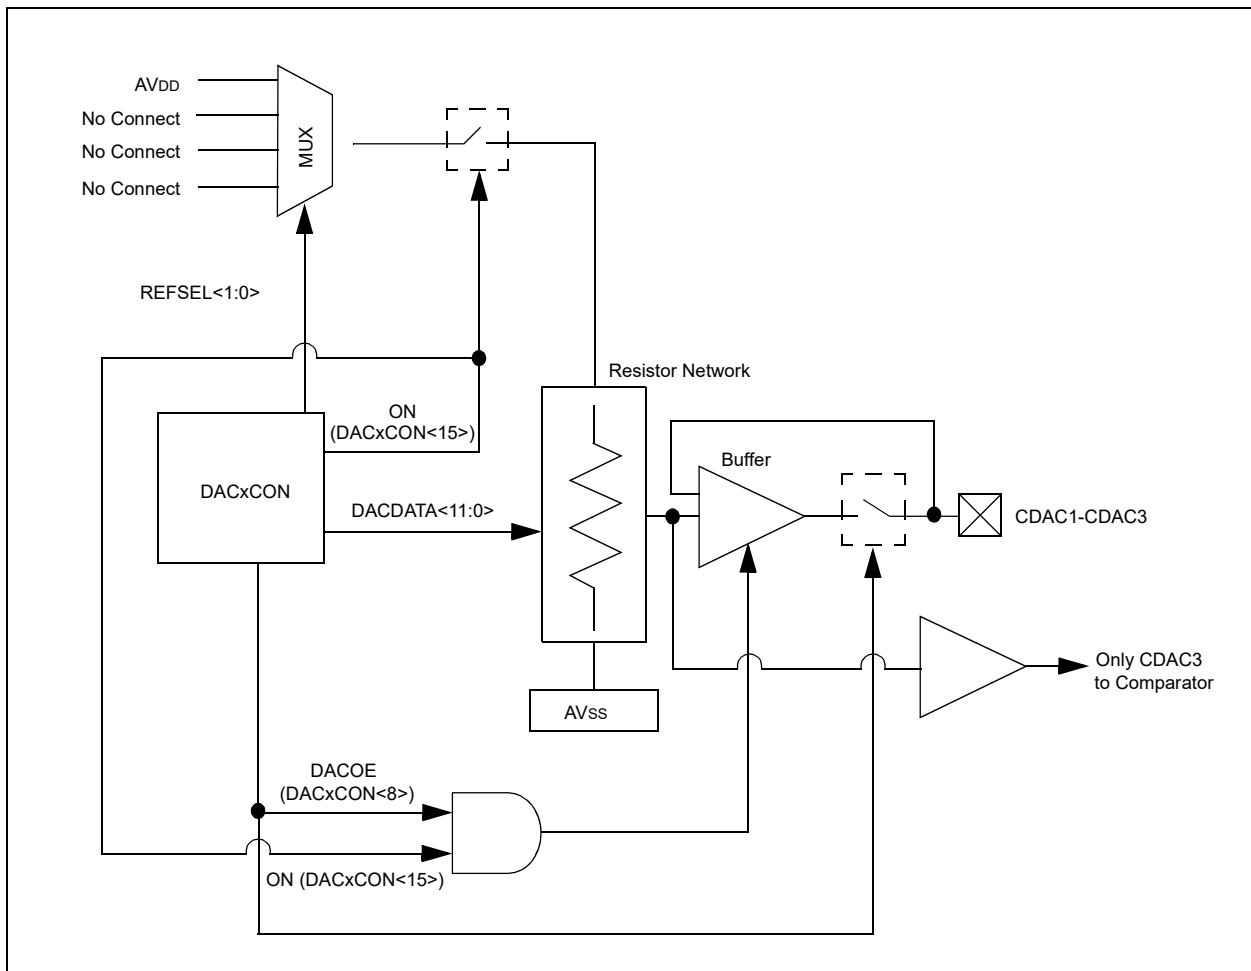 AVDD
No Connect
No Connect
No Connect
MUX
REFSEL<1:0>
Resistor Network
ON
(DACxCON<15>)
Buffer
DACxCON
DACDATA<11:0>
CDAC1-CDAC3
Only CDAC3
to Comparator
AVSS
DACOE
(DACxCON<8>)
ON (DACxCON<15>)